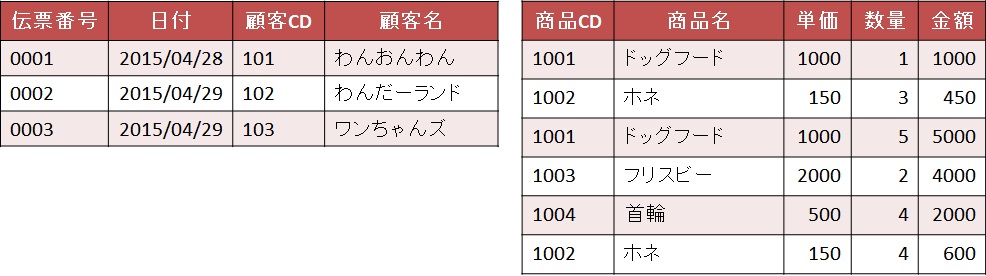 伝票番号 日付 顧客CD 顧客名
0001 2015/04/28 101 わんおんわん
0002 2015/04/29 102 わんだーランド
0003 2015/04/29 103 ワンちゃんズ
商品CD 商品名 単価 数量 金額
1001 ドッグフード 1000 1 1000
1002 ホネ 150 3 450
1001 ドッグフード 1000 5 5000
1003 フリスビー 2000 2 4000
1004 首輪 500 4 2000
1002 ホネ 150 4 600